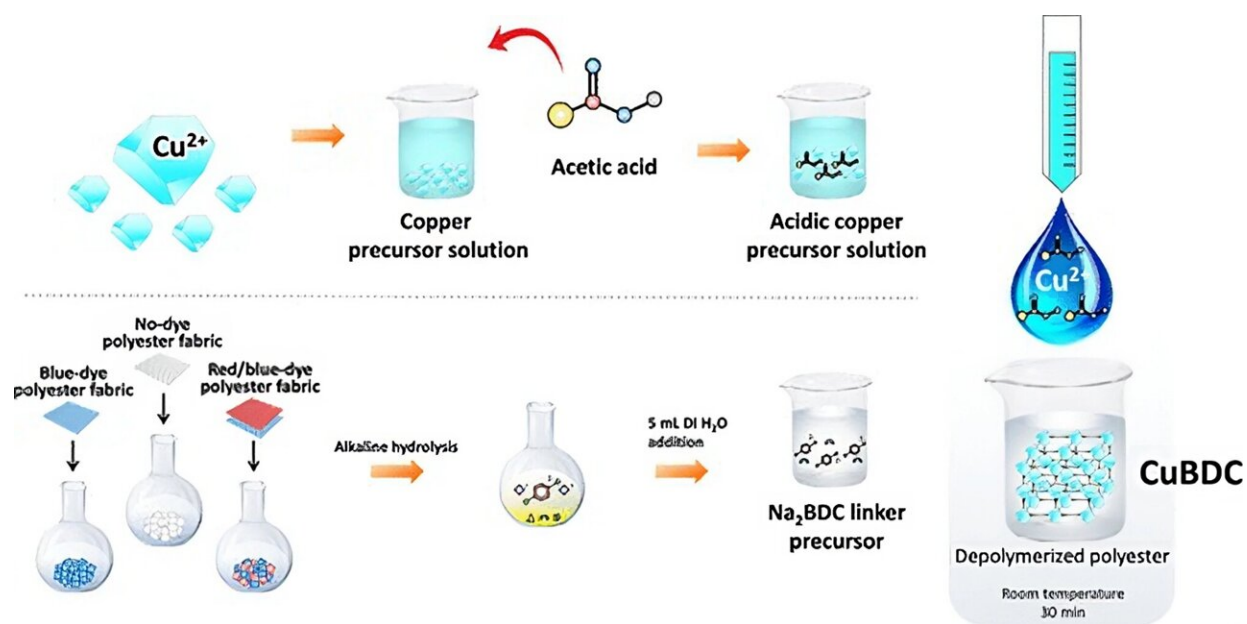 Cu²⁺
Copper
precursor solution
Acetic acid
Acidic copper
precursor solution
Cu²⁺
No-dye
polyester fabric
Blue-dye
polyester fabric
Red/blue-dye
polyester fabric
Alkaline hydrolysis
5 mL DI H₂O
addition
Na₂BDC linker
precursor
CuBDC
Depolymerized polyester
Room temperature
30 min